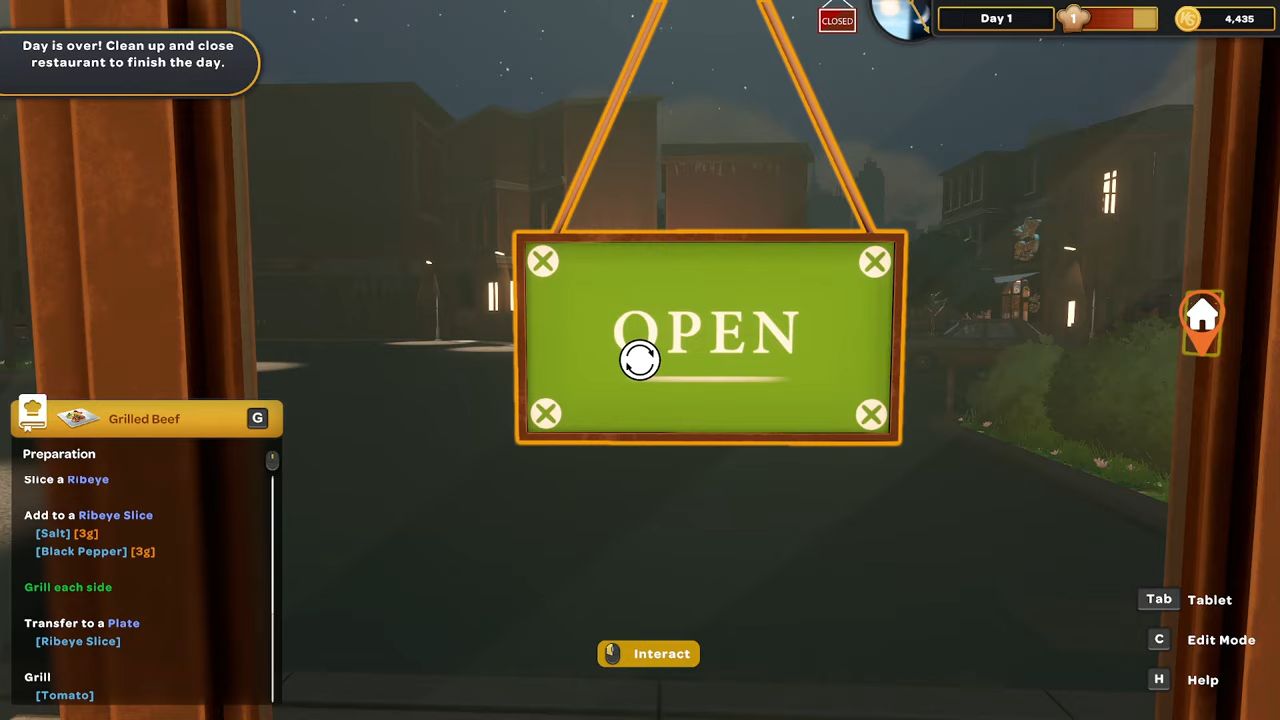 CLOSED
Day 1
1
4,435
Day is over! Clean up and close
restaurant to finish the day.
OPEN
Grilled Beef
G
Preparation
Slice a Ribeye
Add to a Ribeye Slice
[Salt] [3g]
[Black Pepper] [3g]
Grill each side
Transfer to a Plate
[Ribeye Slice]
Grill
[Tomato]
Interact
Tab Tablet
C Edit Mode
H Help